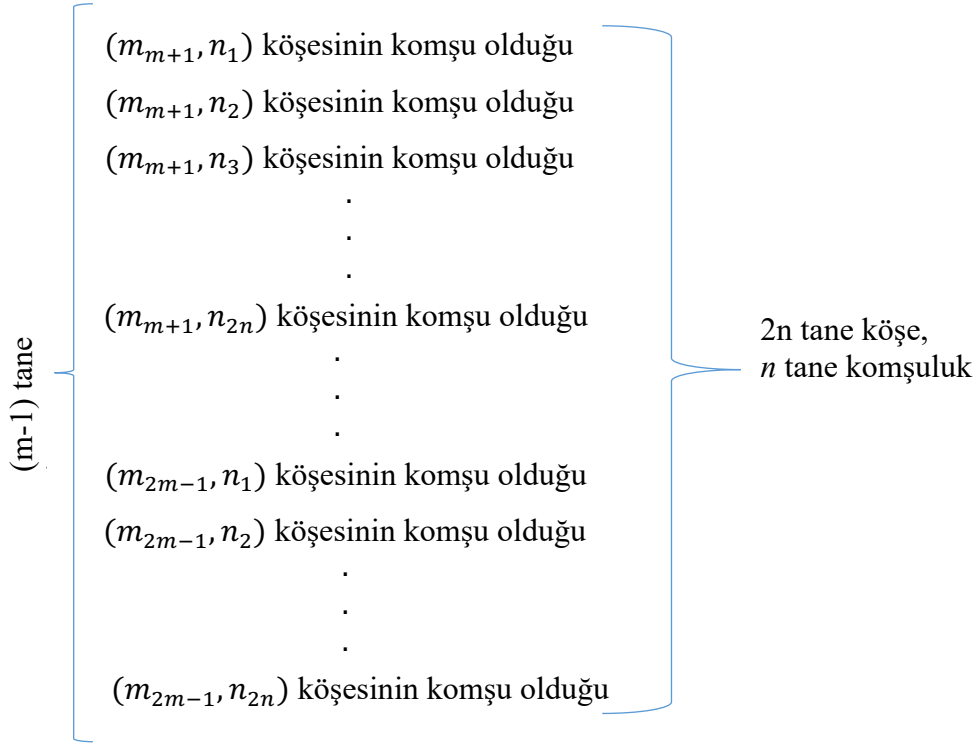 (m_{m+1}, n_1) köşesinin komşu olduğu
(m_{m+1}, n_2) köşesinin komşu olduğu
(m_{m+1}, n_3) köşesinin komşu olduğu
.
.
.
(m_{m+1}, n_{2n}) köşesinin komşu olduğu
.
.
.
(m_{2m-1}, n_1) köşesinin komşu olduğu
(m_{2m-1}, n_2) köşesinin komşu olduğu
.
.
.
(m_{2m-1}, n_{2n}) köşesinin komşu olduğu
(m-1) tane
2n tane köşe,
n tane komşuluk